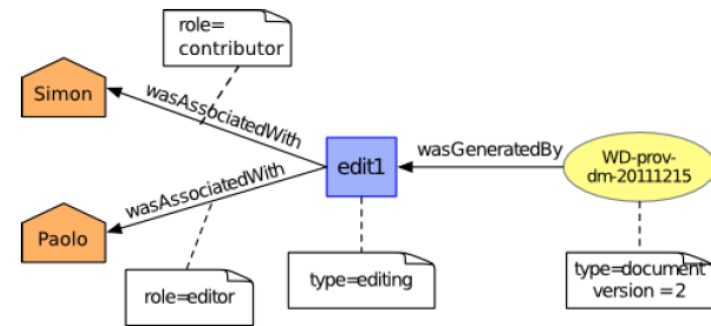 role=
contributor
Simon
wasAssociatedWith
wasGeneratedBy
edit1
WD-prov-
dm-20111215
wasAssociatedWith
Paolo
role=editor
type=editing
type=document
version = 2